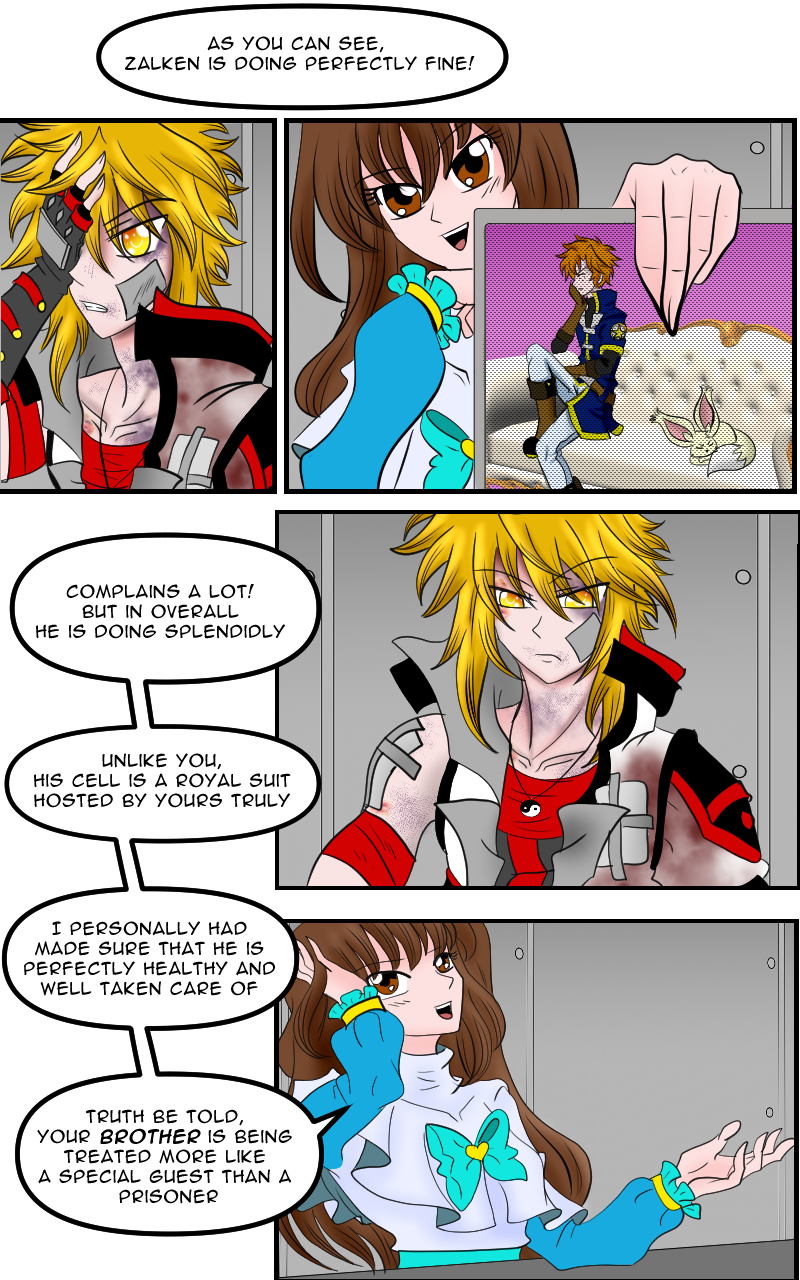 AS YOU CAN SEE,
ZALKEN IS DOING PERFECTLY FINE!
COMPLAINS A LOT!
BUT IN OVERALL
HE IS DOING SPLENDIDLY
UNLIKE YOU,
HIS CELL IS A ROYAL SUIT
HOSTED BY YOURS TRULY
I PERSONALLY HAD
MADE SURE THAT HE IS
PERFECTLY HEALTHY AND
WELL TAKEN CARE OF
TRUTH BE TOLD,
YOUR BROTHER IS BEING
TREATED MORE LIKE
A SPECIAL GUEST THAN A
PRISONER